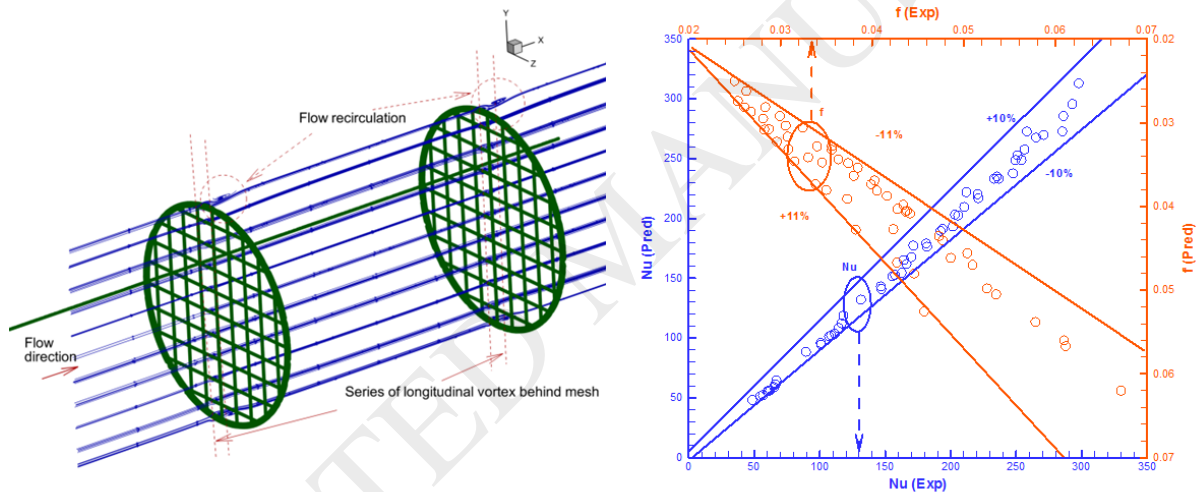 Y
X
Z
Flow recirculation
Flow
direction
Series of longitudinal vortex behind mesh
TED MANU
f (Exp)
0.02 0.03 0.04 0.05 0.06 0.07
350
300
250
200
150
100
50
0
Nu (Pred)
0.02
0.03
0.04
0.05
0.06
0.07
f (Pred)
f
-11%
+10%
-10%
+11%
Nu
0 50 100 150 200 250 300 350
Nu (Exp)